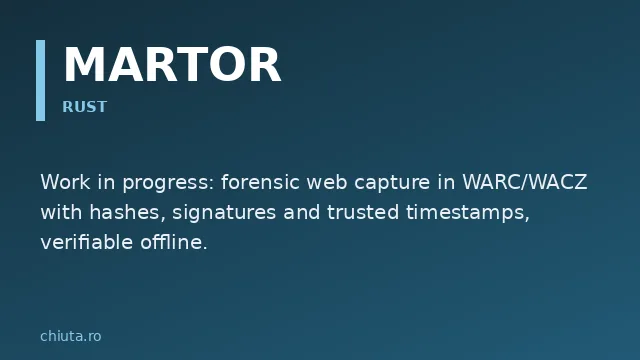 MARTOR
RUST
Work in progress: forensic web capture in WARC/WACZ
with hashes, signatures and trusted timestamps,
verifiable offline.
chiuta.ro